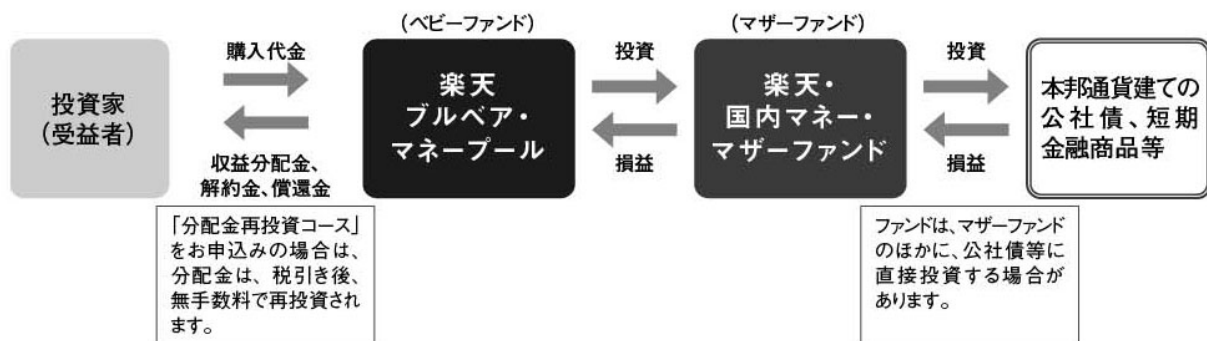 (ベビーファンド)
(マザーファンド)
投資家
(受益者)
購入代金
収益分配金、
解約金、償還金
楽天
ブルベア・
マネープール
投資
損益
楽天・
国内マネー・
マザーファンド
投資
損益
本邦通貨建ての
公社債、短期
金融商品等
「分配金再投資コース」
をお申込みの場合は、
分配金は、税引き後、
無手数料で再投資され
ます。
ファンドは、マザーファンド
のほかに、公社債等に
直接投資する場合が
あります。